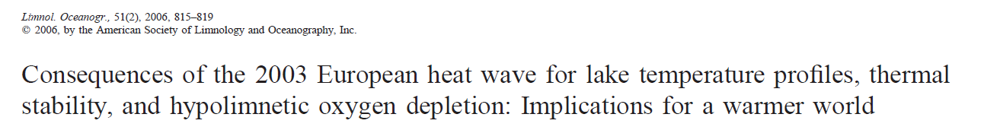 Limnol. Oceanogr., 51(2), 2006, 815–819
© 2006, by the American Society of Limnology and Oceanography, Inc.
Consequences of the 2003 European heat wave for lake temperature profiles, thermal
stability, and hypolimnetic oxygen depletion: Implications for a warmer world